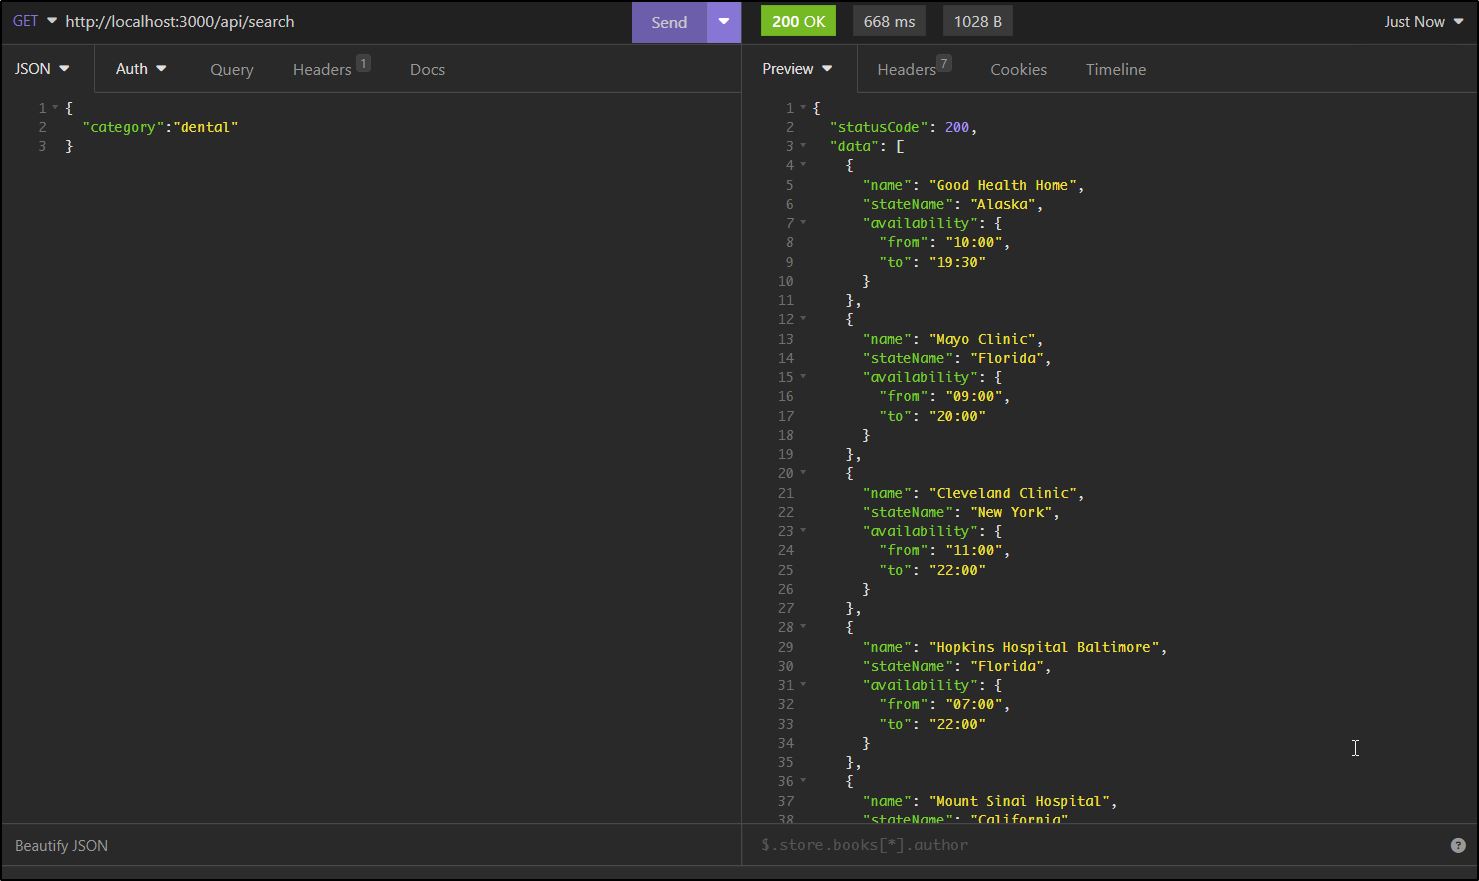 GET http://localhost:3000/api/search Send 200 OK 668 ms 1028 B Just Now
JSON Auth Query Headers 1 Docs Preview Headers 7 Cookies Timeline
1 {
2 "category":"dental"
3 }
1 {
2 "statusCode": 200,
3 "data": [
4 {
5 "name": "Good Health Home",
6 "stateName": "Alaska",
7 "availability": {
8 "from": "10:00",
9 "to": "19:30"
10 }
11 },
12 {
13 "name": "Mayo Clinic",
14 "stateName": "Florida",
15 "availability": {
16 "from": "09:00",
17 "to": "20:00"
18 }
19 },
20 {
21 "name": "Cleveland Clinic",
22 "stateName": "New York",
23 "availability": {
24 "from": "11:00",
25 "to": "22:00"
26 }
27 },
28 {
29 "name": "Hopkins Hospital Baltimore",
30 "stateName": "Florida",
31 "availability": {
32 "from": "07:00",
33 "to": "22:00"
34 }
35 },
36 {
37 "name": "Mount Sinai Hospital",
38 "stateName": "California"
Beautify JSON $.store.books[*].author ?